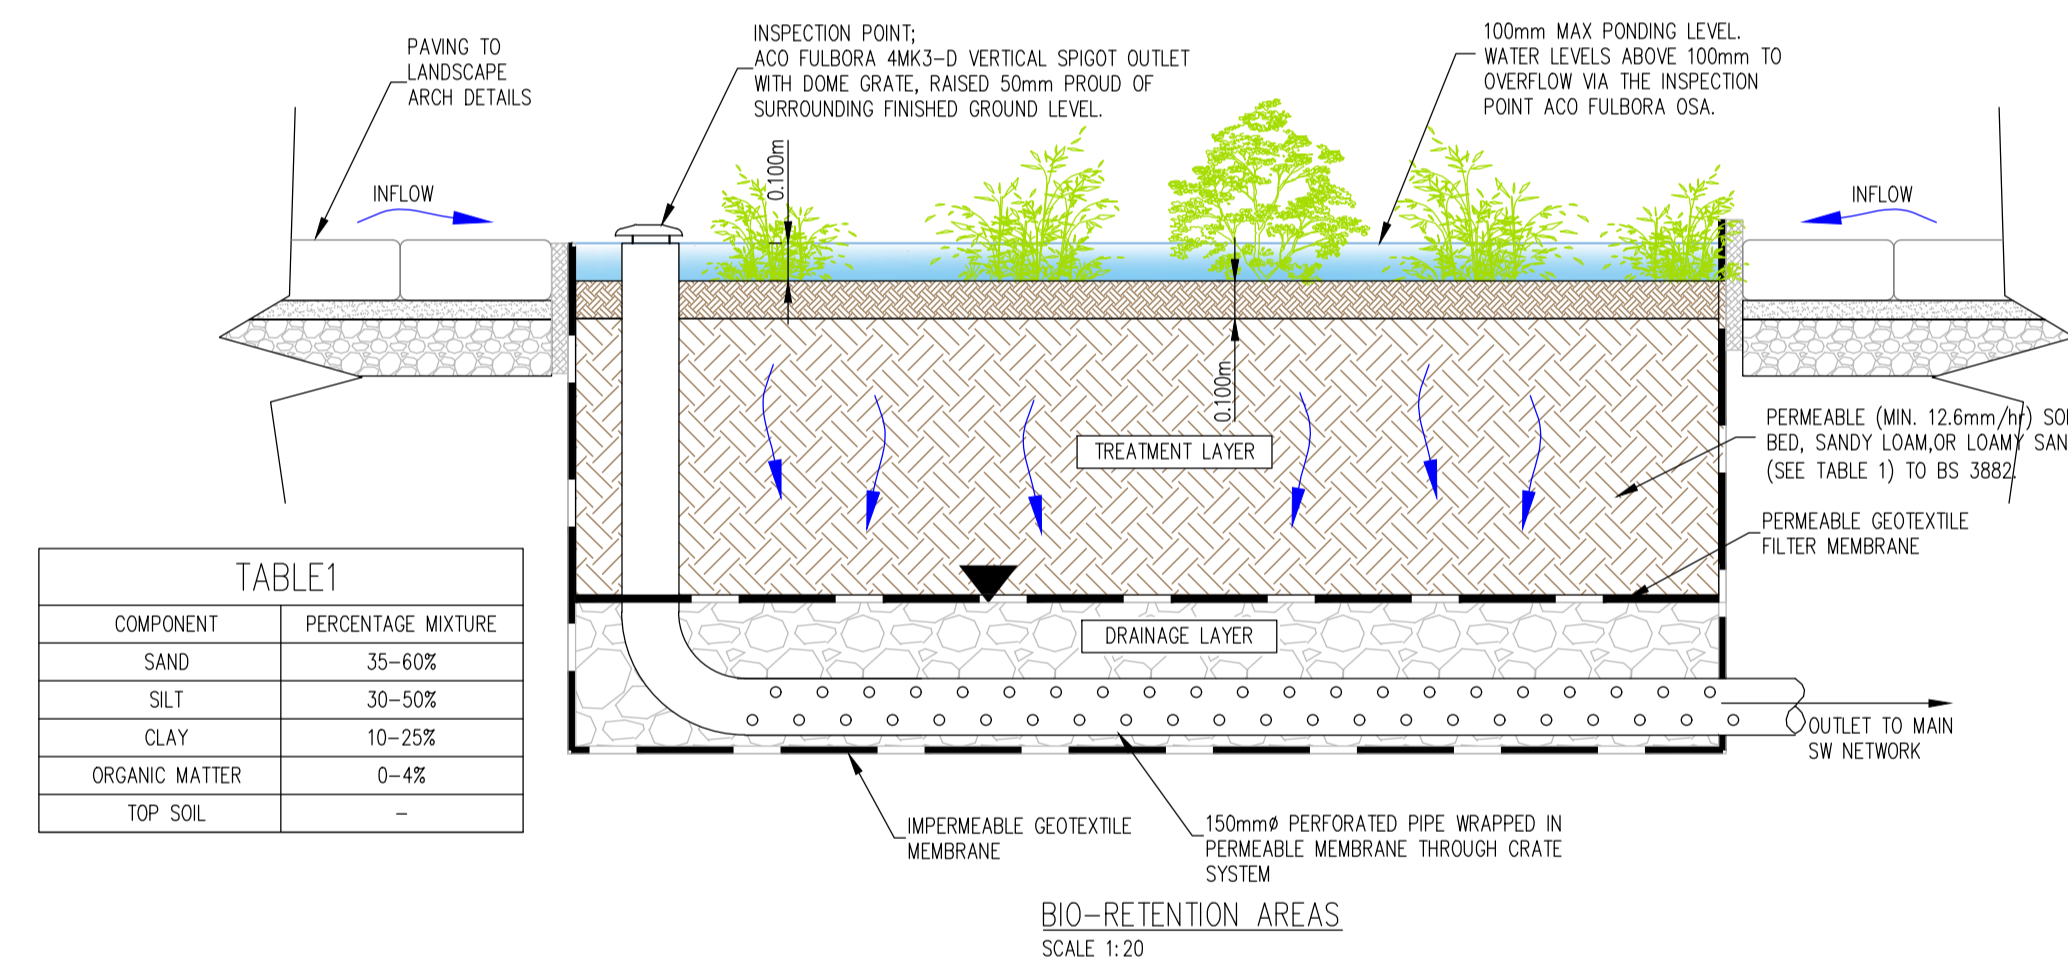 PAVING TO
LANDSCAPE
ARCH DETAILS
INSPECTION POINT;
ACO FULBORA 4MK3-D VERTICAL SPIGOT OUTLET
WITH DOME GRATE, RAISED 50mm PROUD OF
SURROUNDING FINISHED GROUND LEVEL.
100mm MAX PONDING LEVEL.
WATER LEVELS ABOVE 100mm TO
OVERFLOW VIA THE INSPECTION
POINT ACO FULBORA OSA.
INFLOW
0.100m
INFLOW
0.100m
TREATMENT LAYER
PERMEABLE (MIN. 12.6mm/hr)
BED, SANDY LOAM,OR LOAMY
(SEE TABLE 1) TO BS 3882.
PERMEABLE GEOTEXTILE
FILTER MEMBRANE
DRAINAGE LAYER
TABLE1
COMPONENT PERCENTAGE MIXTURE
SAND 35-60%
SILT 30-50%
CLAY 10-25%
ORGANIC MATTER 0-4%
TOP SOIL -
OUTLET TO MAIN
SW NETWORK
IMPERMEABLE GEOTEXTILE
MEMBRANE
150mmø PERFORATED PIPE WRAPPED IN
PERMEABLE MEMBRANE THROUGH CRATE
SYSTEM
BIO-RETENTION AREAS
SCALE 1:20